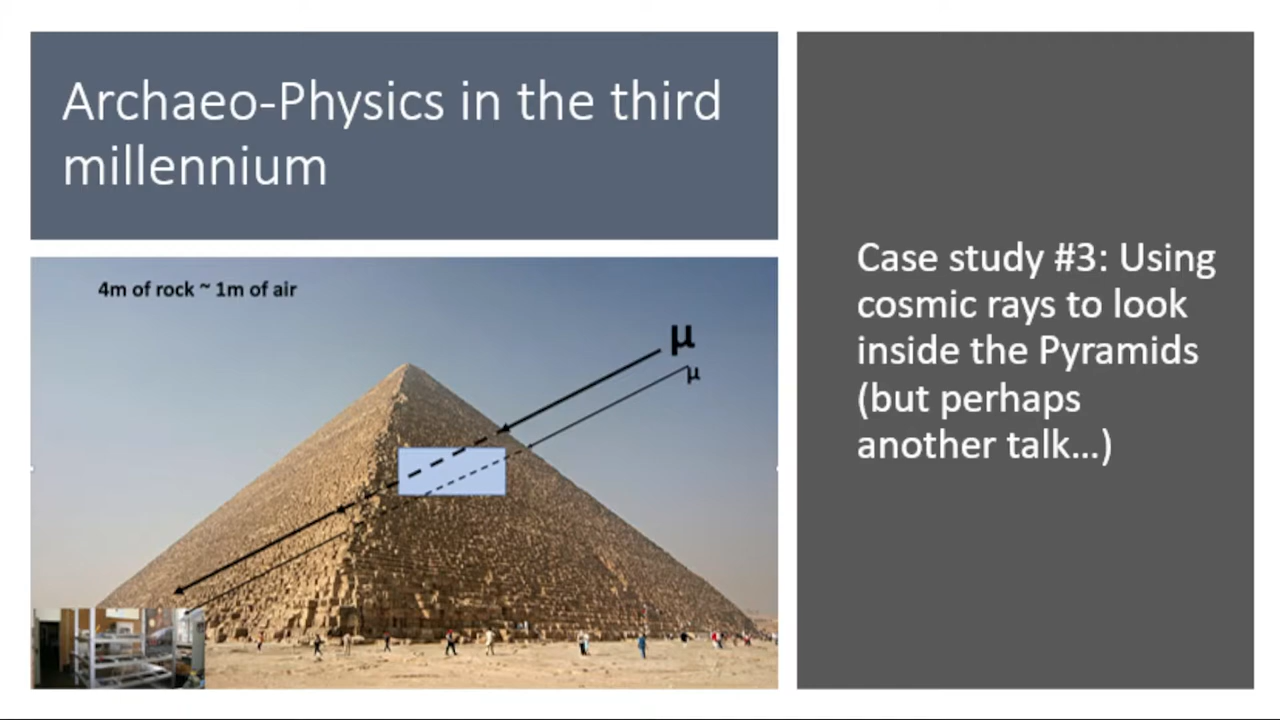 Archaeo-Physics in the third
millennium
4m of rock ~ 1m of air
μ
μ
Case study #3: Using
cosmic rays to look
inside the Pyramids
(but perhaps
another talk...)